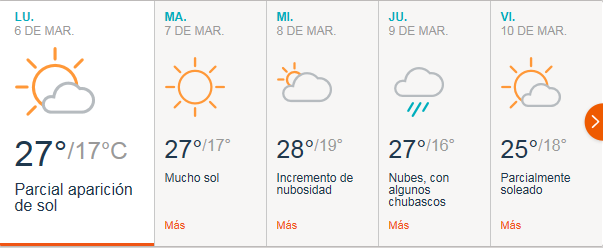 LU.
6 DE MAR.
27°/17°C
Parcial aparición
de sol
MA.
7 DE MAR.
27°/17°
Mucho sol
Más
MI.
8 DE MAR.
28°/19°
Incremento de
nubosidad
Más
JU.
9 DE MAR.
27°/16°
Nubes, con
algunos
chubascos
Más
VI.
10 DE MAR.
25°/18°
Parcialmente
soleado
Más